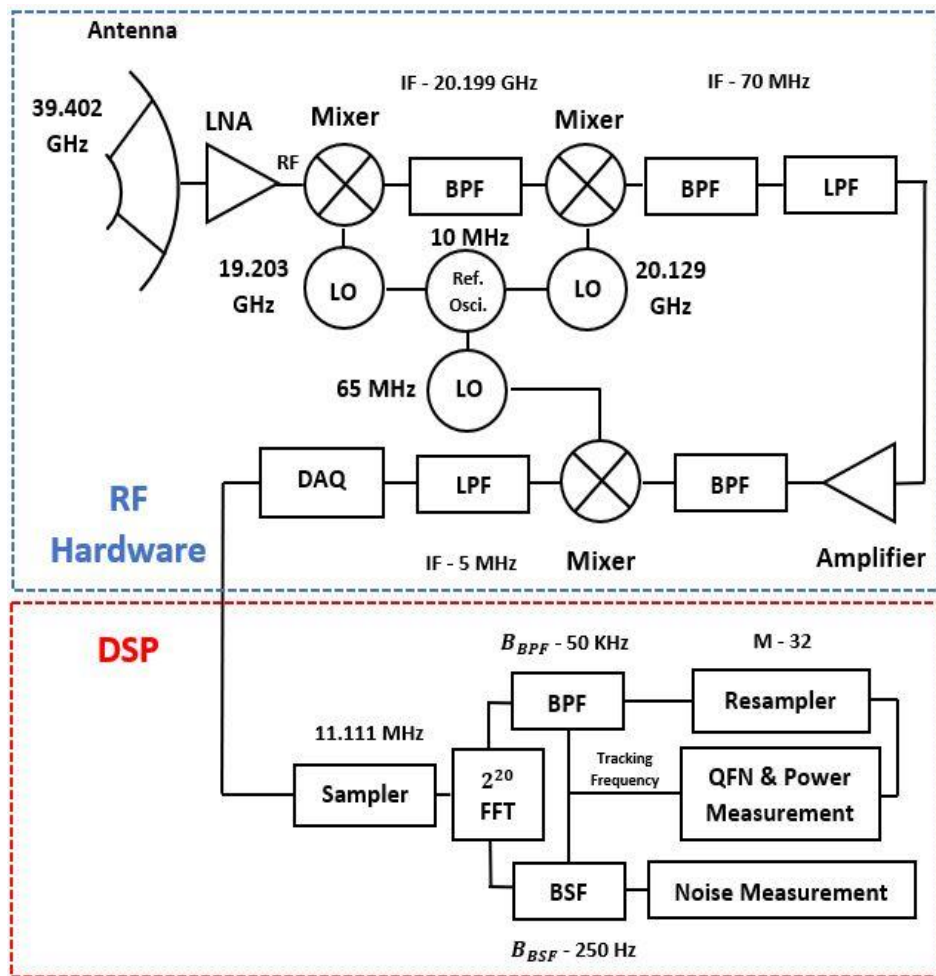 Antenna
39.402
GHz
LNA
RF
Mixer
IF - 20.199 GHz
BPF
Mixer
IF - 70 MHz
BPF
LPF
19.203
GHz
LO
10 MHz
Ref.
Osci.
LO
20.129
GHz
65 MHz
LO
RF
Hardware
DAQ
LPF
IF - 5 MHz
Mixer
BPF
Amplifier
DSP
B_BPF - 50 KHz
M - 32
BPF
Resampler
11.111 MHz
Sampler
2^20
FFT
Tracking
Frequency
QFN & Power
Measurement
BSF
Noise Measurement
B_BSF - 250 Hz